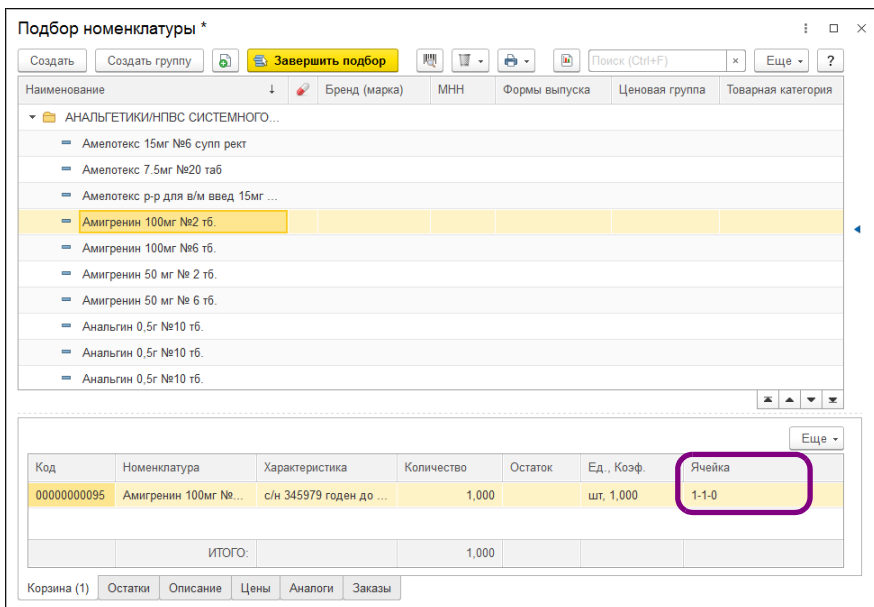 Подбор номенклатуры *
Создать Создать группу Завершить подбор Поиск (Ctrl+F) × Еще ?
Наименование ↓ Бренд (марка) МНН Формы выпуска Ценовая группа Товарная категория
АНАЛЬГЕТИКИ/НПВС СИСТЕМНОГО...
Амелотекс 15мг №6 супп рект
Амелотекс 7.5мг №20 таб
Амелотекс р-р для в/м введ 15мг ...
Амигренин 100мг №2 тб.
Амигренин 100мг №6 тб.
Амигренин 50 мг № 2 тб.
Амигренин 50 мг № 6 тб.
Анальгин 0,5г №10 тб.
Анальгин 0,5г №10 тб.
Анальгин 0,5г №10 тб.
Еще
Код Номенклатура Характеристика Количество Остаток Ед., Коэф. Ячейка
00000000095 Амигренин 100мг №... с/н 345979 годен до ... 1,000 шт, 1,000 1-1-0
ИТОГО: 1,000
Корзина (1) Остатки Описание Цены Аналоги Заказы